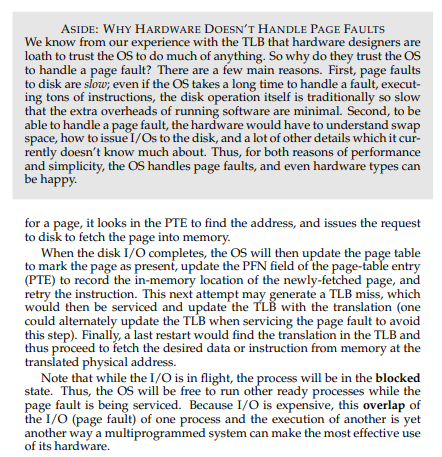 ASIDE: WHY HARDWARE DOESN'T HANDLE PAGE FAULTS
We know from our experience with the TLB that hardware designers are
loath to trust the OS to do much of anything. So why do they trust the OS
to handle a page fault? There are a few main reasons. First, page faults
to disk are slow; even if the OS takes a long time to handle a fault, execut-
ing tons of instructions, the disk operation itself is traditionally so slow
that the extra overheads of running software are minimal. Second, to be
able to handle a page fault, the hardware would have to understand swap
space, how to issue I/Os to the disk, and a lot of other details which it cur-
rently doesn't know much about. Thus, for both reasons of performance
and simplicity, the OS handles page faults, and even hardware types can
be happy.
for a page, it looks in the PTE to find the address, and issues the request
to disk to fetch the page into memory.
When the disk I/O completes, the OS will then update the page table
to mark the page as present, update the PFN field of the page-table entry
(PTE) to record the in-memory location of the newly-fetched page, and
retry the instruction. This next attempt may generate a TLB miss, which
would then be serviced and update the TLB with the translation (one
could alternately update the TLB when servicing the page fault to avoid
this step). Finally, a last restart would find the translation in the TLB and
thus proceed to fetch the desired data or instruction from memory at the
translated physical address.
Note that while the I/O is in flight, the process will be in the blocked
state. Thus, the OS will be free to run other ready processes while the
page fault is being serviced. Because I/O is expensive, this overlap of
the I/O (page fault) of one process and the execution of another is yet
another way a multiprogrammed system can make the most effective use
of its hardware.